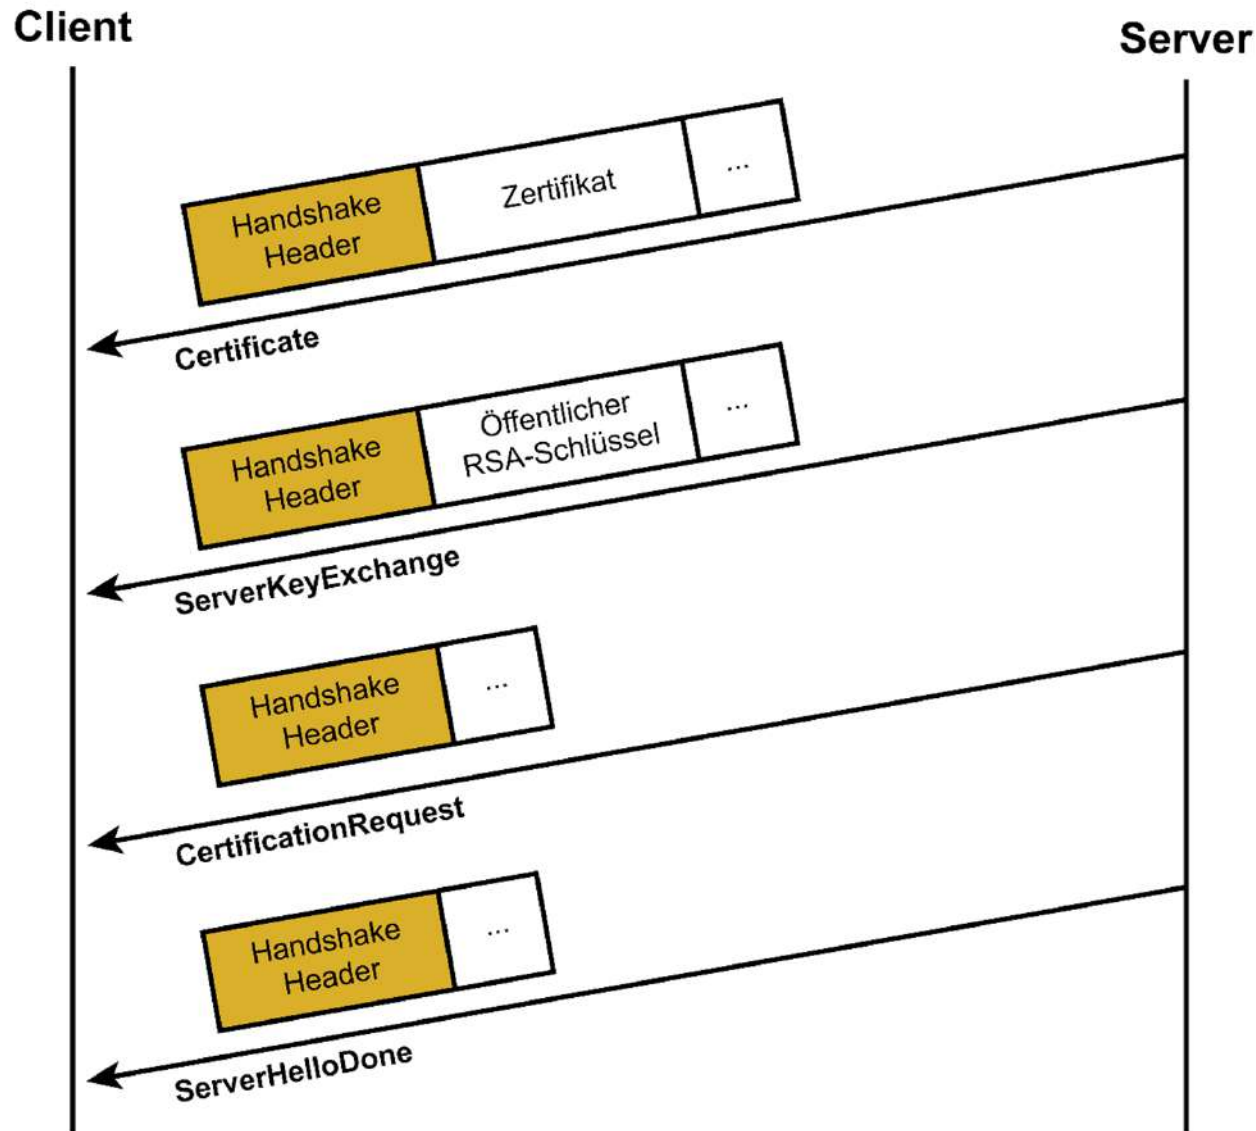 Client
Server
Handshake
Header
Zertifikat
...
Certificate
Handshake
Header
Öffentlicher
RSA-Schlüssel
...
ServerKeyExchange
Handshake
Header
...
CertificationRequest
Handshake
Header
...
ServerHelloDone